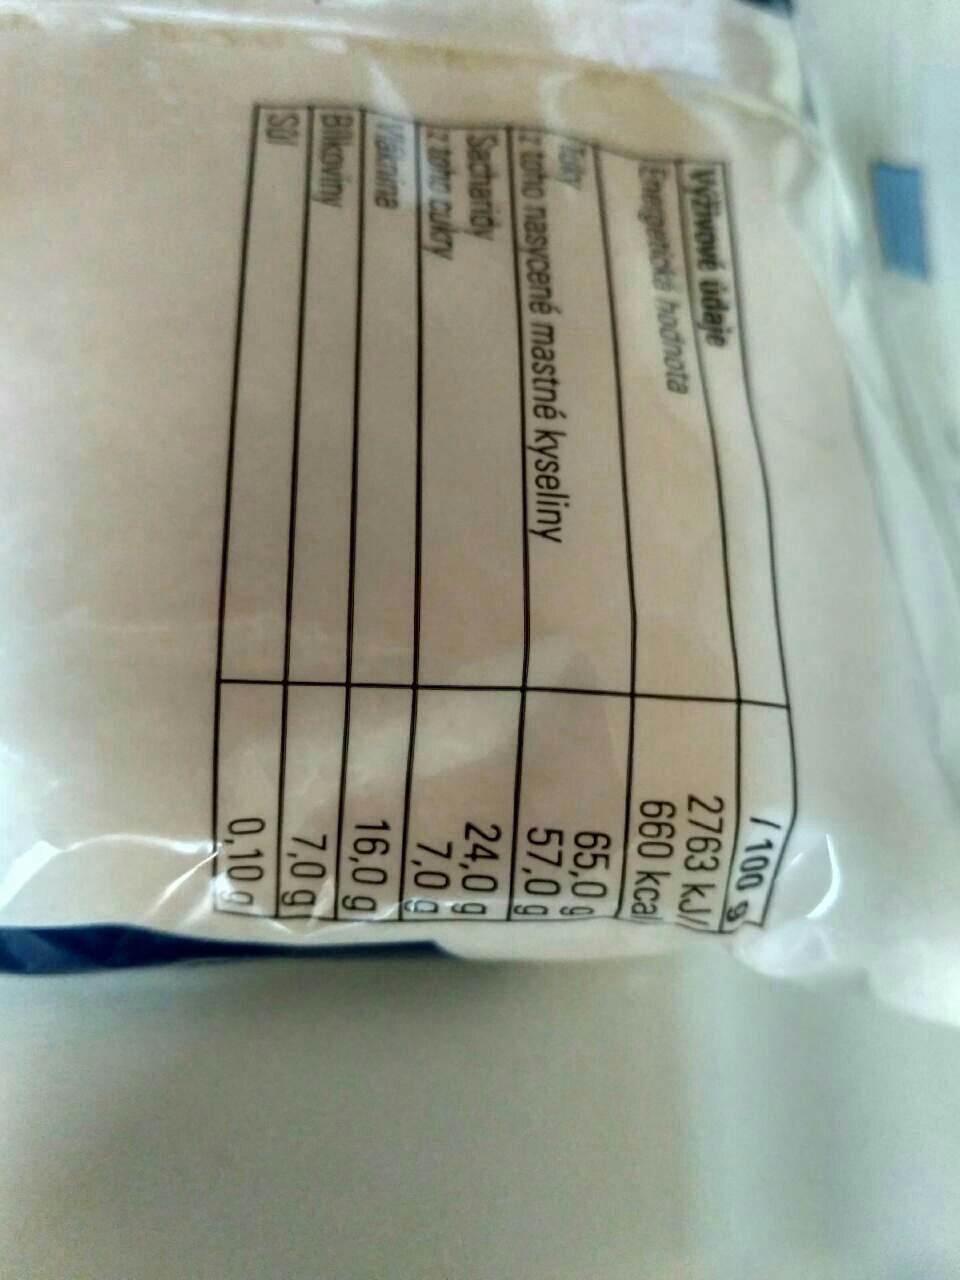 Výživové údaje / 100 g
Energetická hodnota 2763 kJ/
660 kcal
Tuky 65,0 g
z toho nasycené mastné kyseliny 57,0 g
Sacharidy 24,0 g
z toho cukry 7,0 g
Vláknina 16,0 g
Bílkoviny 7,0 g
Sůl 0,10 g